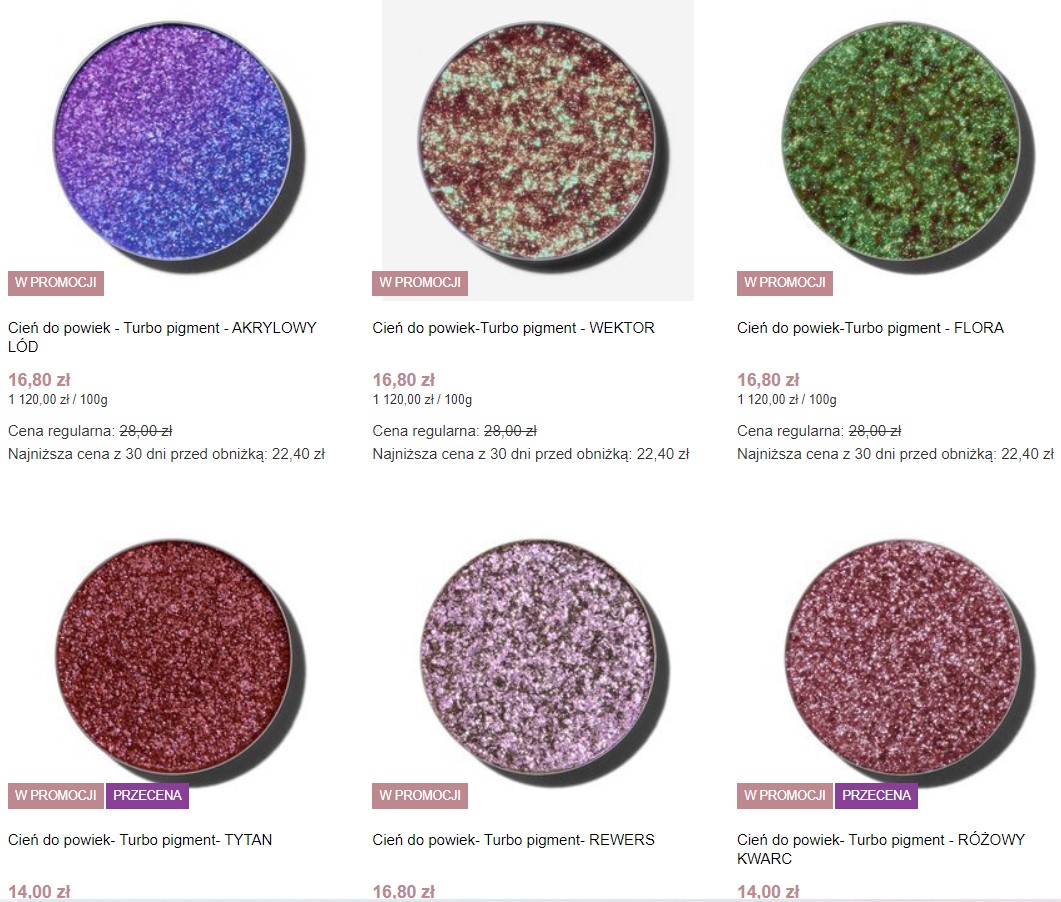 W PROMOCJI
W PROMOCJI
W PROMOCJI
Cień do powiek - Turbo pigment - AKRYLOWY
LÓD
16,80 zł
1 120,00 zł / 100g
Cena regularna: 28,00 zł
Najniższa cena z 30 dni przed obniżką: 22,40 zł
Cień do powiek-Turbo pigment - WEKTOR
16,80 zł
1 120,00 zł / 100g
Cena regularna: 28,00 zł
Najniższa cena z 30 dni przed obniżką: 22,40 zł
Cień do powiek-Turbo pigment - FLORA
16,80 zł
1 120,00 zł / 100g
Cena regularna: 28,00 zł
Najniższa cena z 30 dni przed obniżką: 22,40 zł
W PROMOCJI PRZECENA
W PROMOCJI
W PROMOCJI PRZECENA
Cień do powiek- Turbo pigment- TYTAN
14,00 zł
Cień do powiek- Turbo pigment- REWERS
16,80 zł
Cień do powiek- Turbo pigment - RÓŻOWY
KWARC
14,00 zł